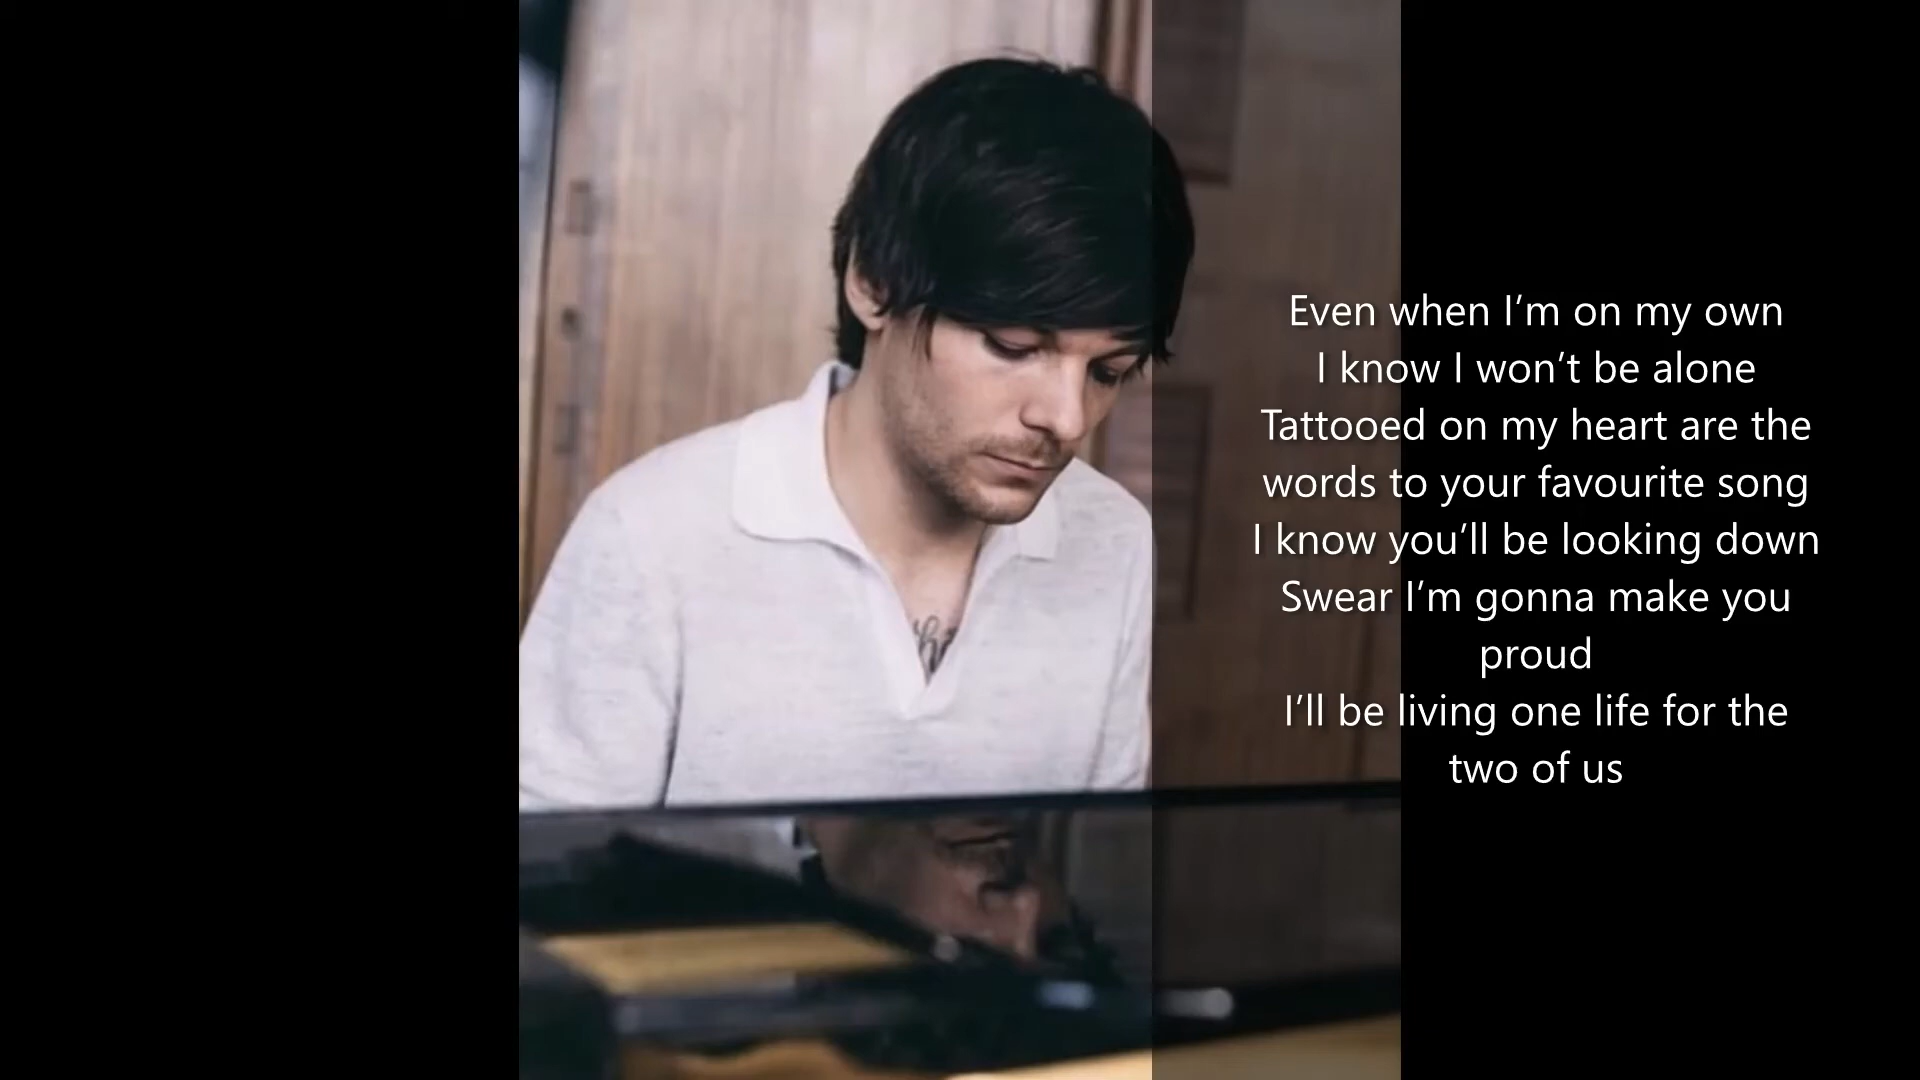 Even when I’m on my own
I know I won’t be alone
Tattooed on my heart are the
words to your favourite song
I know you’ll be looking down
Swear I’m gonna make you
proud
I’ll be living one life for the
two of us